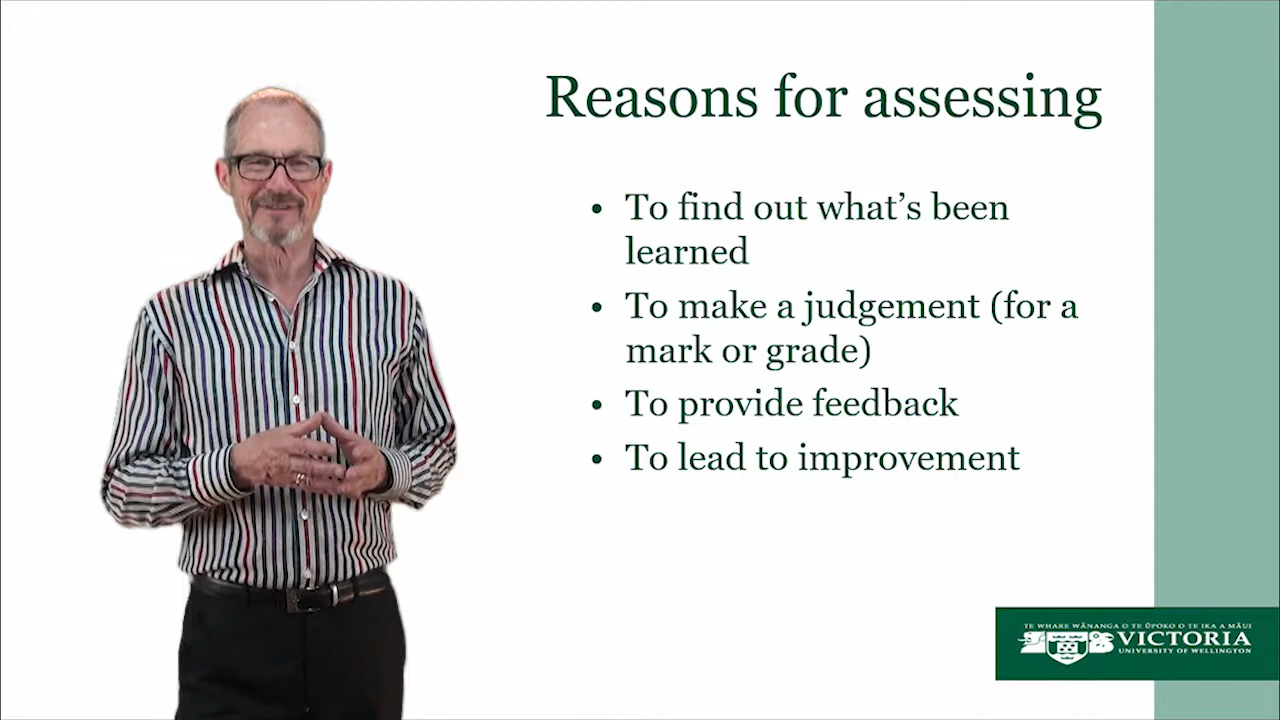 Reasons for assessing
• To find out what's been
learned
• To make a judgement (for a
mark or grade)
• To provide feedback
• To lead to improvement
TE WHARE WĀNANGA O TE ŪPOKO O TE IKA A MĀUI
VICTORIA
UNIVERSITY OF WELLINGTON